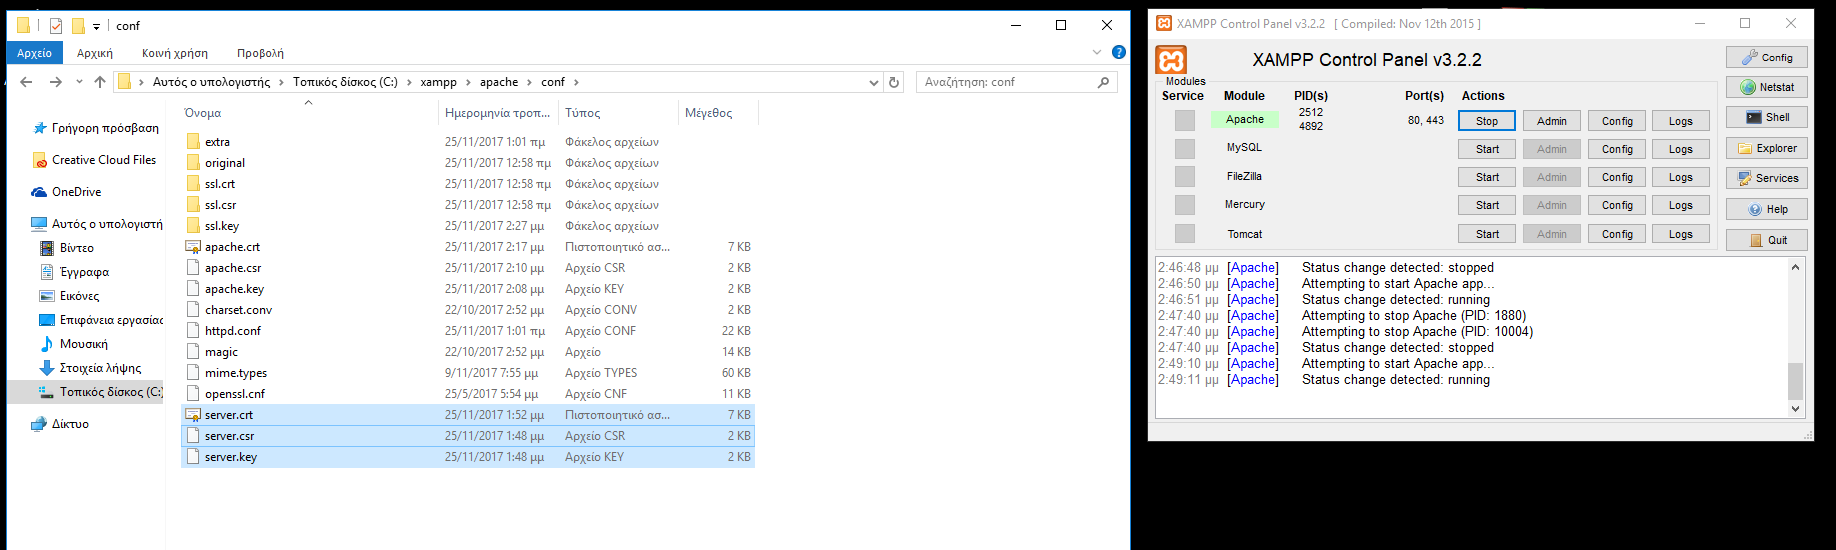 conf
Αρχείο Αρχική Κοινή χρήση Προβολή
Αυτός ο υπολογιστής > Τοπικός δίσκος (C:) > xampp > apache > conf >
Αναζήτηση: conf
Γρήγορη πρόσβαση
Creative Cloud Files
OneDrive
Αυτός ο υπολογιστή
Βίντεο
Έγγραφα
Εικόνες
Επιφάνεια εργασίας
Μουσική
Στοιχεία λήψης
Τοπικός δίσκος (C:)
Δίκτυο
Όνομα Ημερομηνία τροπ... Τύπος Μέγεθος
extra 25/11/2017 1:01 πμ Φάκελος αρχείων
original 25/11/2017 12:58 πμ Φάκελος αρχείων
ssl.crt 25/11/2017 12:58 πμ Φάκελος αρχείων
ssl.csr 25/11/2017 12:58 πμ Φάκελος αρχείων
ssl.key 25/11/2017 2:27 μμ Φάκελος αρχείων
apache.crt 25/11/2017 2:17 μμ Πιστοποιητικό ασ... 7 KB
apache.csr 25/11/2017 2:10 μμ Αρχείο CSR 2 KB
apache.key 25/11/2017 2:08 μμ Αρχείο KEY 2 KB
charset.conv 22/10/2017 2:52 μμ Αρχείο CONV 2 KB
httpd.conf 25/11/2017 1:01 πμ Αρχείο CONF 22 KB
magic 22/10/2017 2:52 μμ Αρχείο 14 KB
mime.types 9/11/2017 7:55 μμ Αρχείο TYPES 60 KB
openssl.cnf 25/5/2017 5:54 μμ Αρχείο CNF 11 KB
server.crt 25/11/2017 1:52 μμ Πιστοποιητικό ασ... 7 KB
server.csr 25/11/2017 1:48 μμ Αρχείο CSR 2 KB
server.key 25/11/2017 1:48 μμ Αρχείο KEY 2 KB
XAMPP Control Panel v3.2.2 [ Compiled: Nov 12th 2015 ]
XAMPP Control Panel v3.2.2
Modules
Service Module PID(s) Port(s) Actions
Apache 2512 4892 80, 443 Stop Admin Config Logs
MySQL Start Admin Config Logs
FileZilla Start Admin Config Logs
Mercury Start Admin Config Logs
Tomcat Start Admin Config Logs
Config
Netstat
Shell
Explorer
Services
Help
Quit
2:46:48 μμ [Apache] Status change detected: stopped
2:46:50 μμ [Apache] Attempting to start Apache app...
2:46:51 μμ [Apache] Status change detected: running
2:47:40 μμ [Apache] Attempting to stop Apache (PID: 1880)
2:47:40 μμ [Apache] Attempting to stop Apache (PID: 10004)
2:47:40 μμ [Apache] Status change detected: stopped
2:49:10 μμ [Apache] Attempting to start Apache app...
2:49:11 μμ [Apache] Status change detected: running